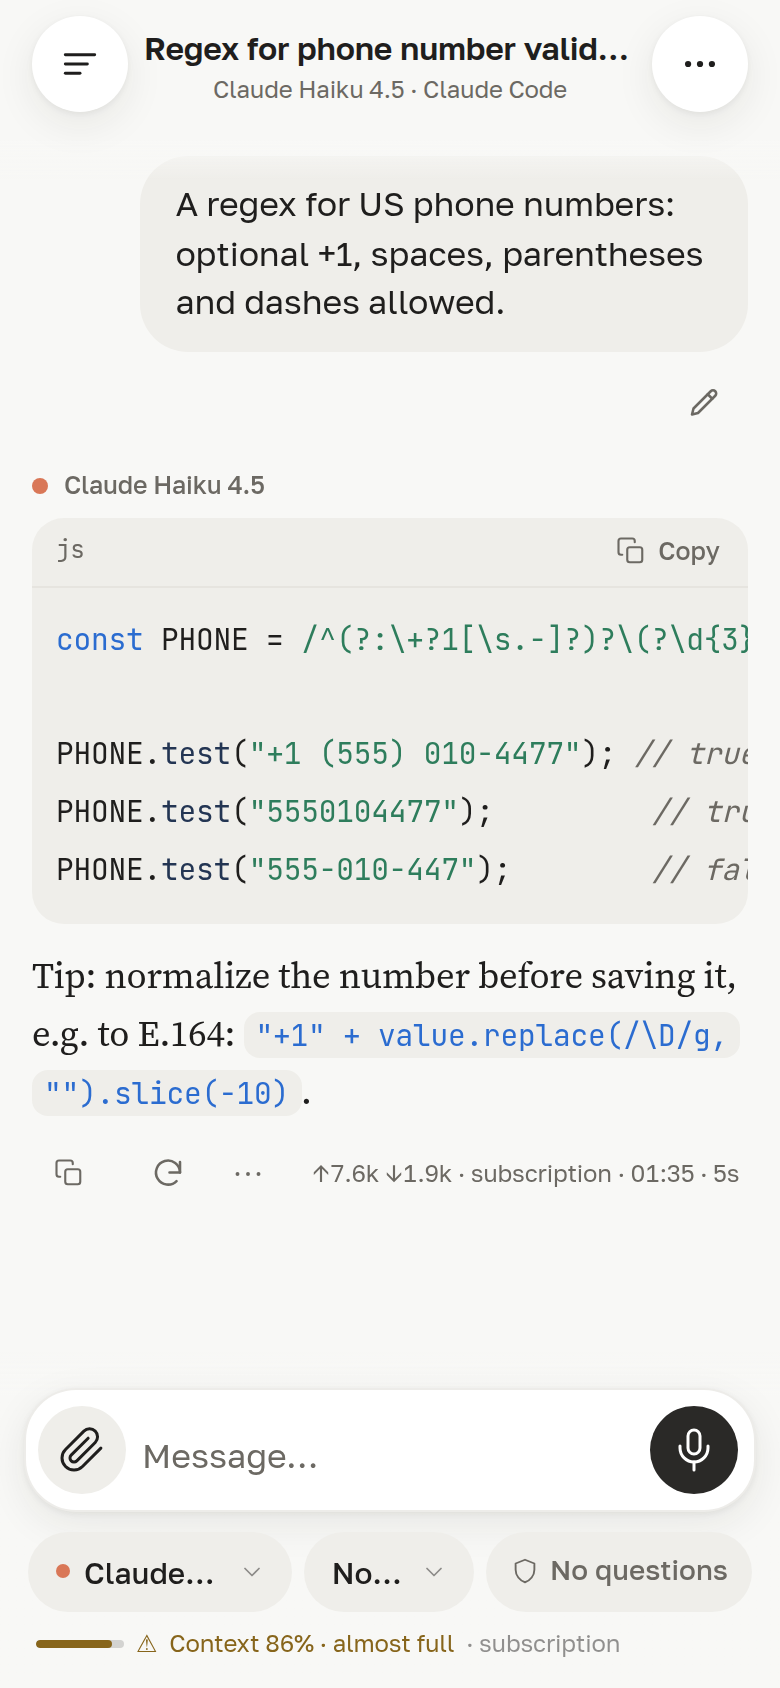 Regex for phone number valid...
Claude Haiku 4.5 · Claude Code
A regex for US phone numbers:
optional +1, spaces, parentheses
and dashes allowed.
Claude Haiku 4.5
js
Copy
const PHONE = /^(?:\+?1[\s.-]?)?\(?\d{3}
PHONE.test("+1 (555) 010-4477"); // true
PHONE.test("5550104477"); // tru
PHONE.test("555-010-447"); // fal
Tip: normalize the number before saving it,
e.g. to E.164: "+1" + value.replace(/\D/g,
"").slice(-10).
↑7.6k ↓1.9k · subscription · 01:35 · 5s
Message...
Claude... No... No questions
⚠ Context 86% · almost full · subscription